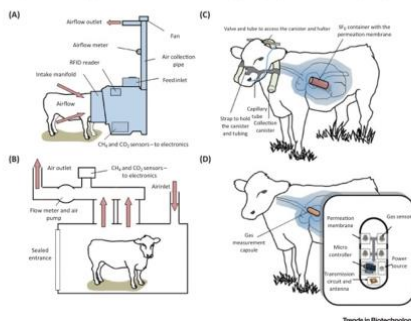 (A)
Airflow outlet
Fan
Airflow meter
RFID reader
Air collection
pipe
Intake manifold
Feed inlet
Airflow
CH₄ and CO₂ sensors –
to electronics
(B)
Air outlet
CH₄ and CO₂ sensors –
to electronics
Air inlet
Flow meter and air
pump
Sealed
entrance
(C)
Valve and tube to access the canister and halter
SF₆ container with the
permeation membrane
Strap to hold
the canister
and tubing
Capillary
tube
Collection
canister
(D)
Gas
measurement
capsule
Permeation
membrane
Gas sensor
Micro
controller
Power
source
Transmission
circuit and
antenna
Trends in Biotechnology